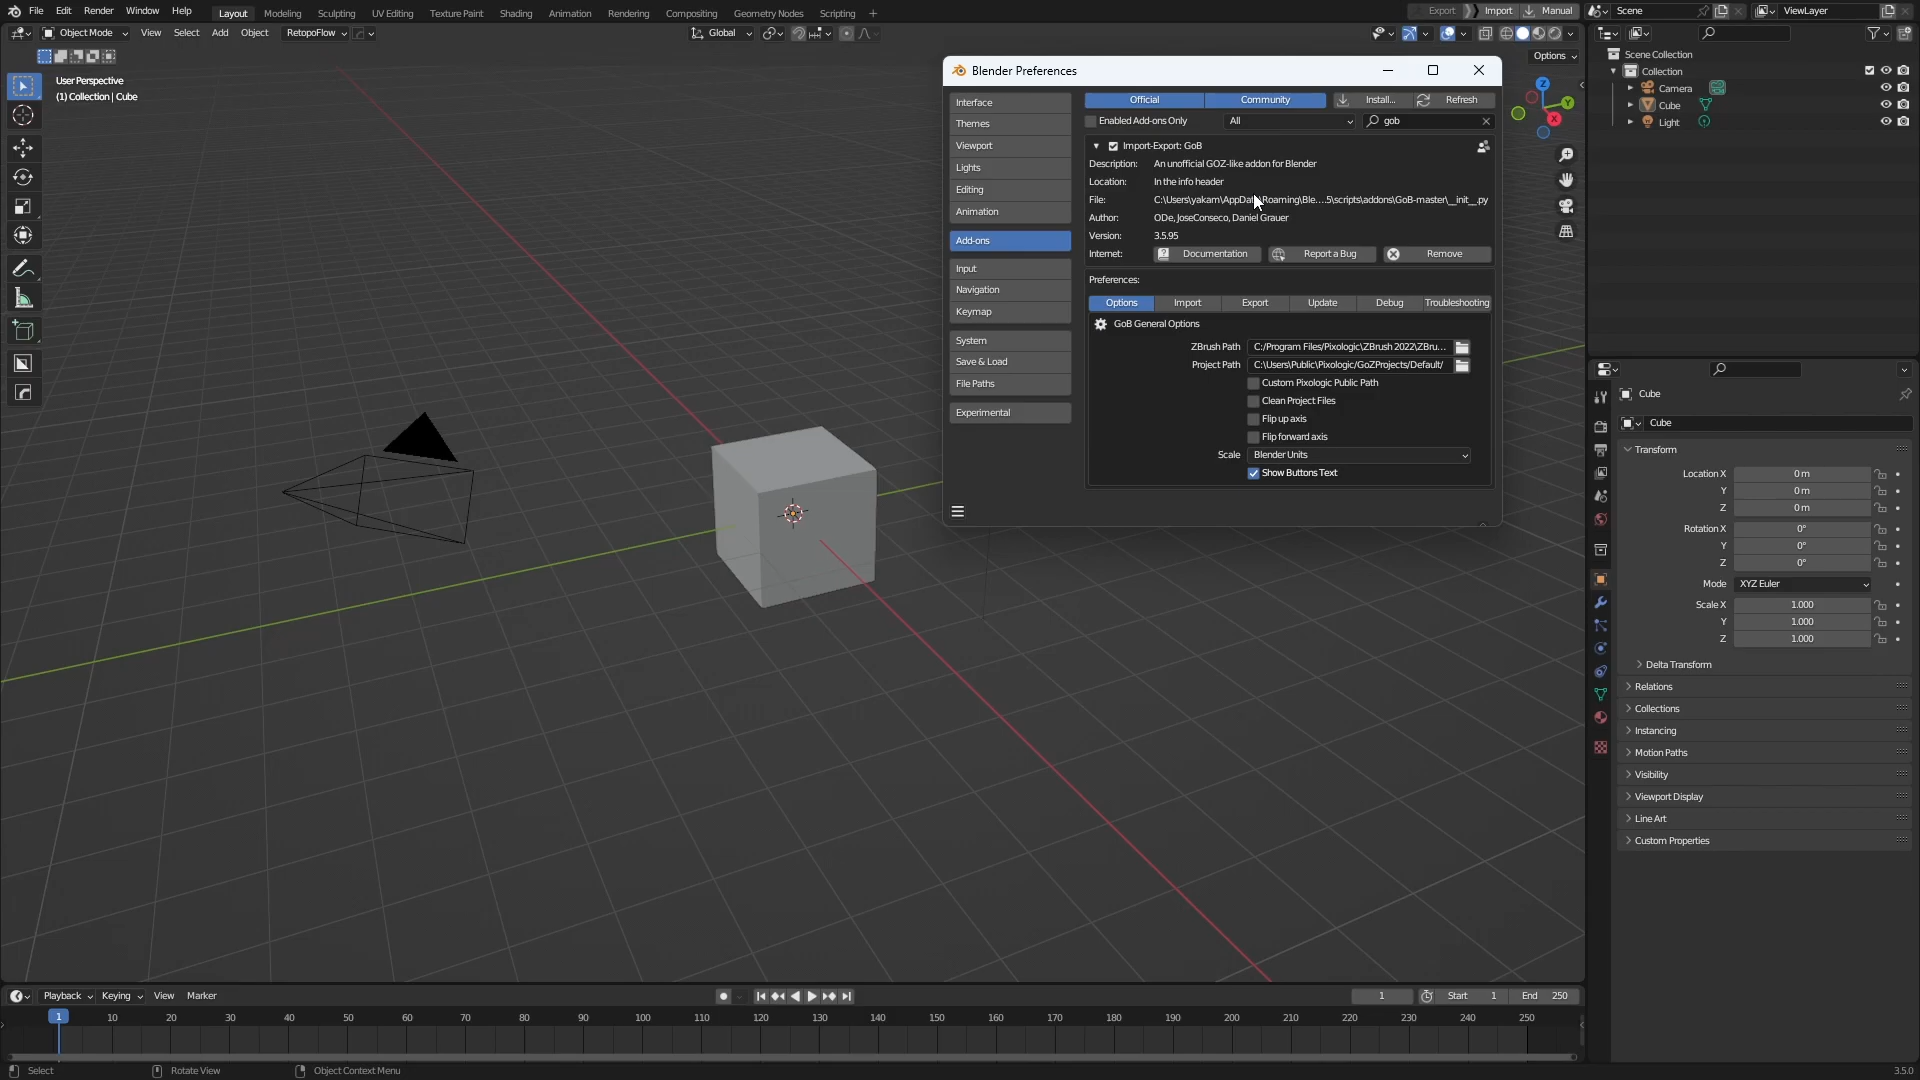 File Edit Render Window Help Layout Modeling Sculpting UV Editing Texture Paint Shading Animation Rendering Compositing Geometry Nodes Scripting + Export Import Manual Scene ViewLayer
Object Mode View Select Add Object RetopoFlow Global
Options
User Perspective
(1) Collection | Cube
Blender Preferences
Interface
Themes
Viewport
Lights
Editing
Animation
Add-ons
Input
Navigation
Keymap
System
Save & Load
File Paths
Experimental
Official Community Install... Refresh
Enabled Add-ons Only All gob
Import-Export: GoB
Description: An unofficial GOZ-like addon for Blender
Location: In the info header
File: C:\Users\yakam\AppData\Roaming\Ble....5\scripts\addons\GoB-master\__init__.py
Author: ODe, JoseConseco, Daniel Grauer
Version: 3.5.95
Internet: Documentation Report a Bug Remove
Preferences:
Options Import Export Update Debug Troubleshooting
GoB General Options
ZBrush Path C:/Program Files/Pixologic\ZBrush 2022\ZBru...
Project Path C:\Users\Public\Pixologic/GoZProjects/Default/
Custom Pixologic Public Path
Clean Project Files
Flip up axis
Flip forward axis
Scale Blender Units
Show Buttons Text
Z
Y
X
Scene Collection
Collection
Camera
Cube
Light
Cube
Cube
Transform
Location X 0 m
Y 0 m
Z 0 m
Rotation X 0°
Y 0°
Z 0°
Mode XYZ Euler
Scale X 1.000
Y 1.000
Z 1.000
Delta Transform
Relations
Collections
Instancing
Motion Paths
Visibility
Viewport Display
Line Art
Custom Properties
Playback Keying View Marker 1 Start 1 End 250
1 10 20 30 40 50 60 70 80 90 100 110 120 130 140 150 160 170 180 190 200 210 220 230 240 250
Select Rotate View Object Context Menu 3.5.0